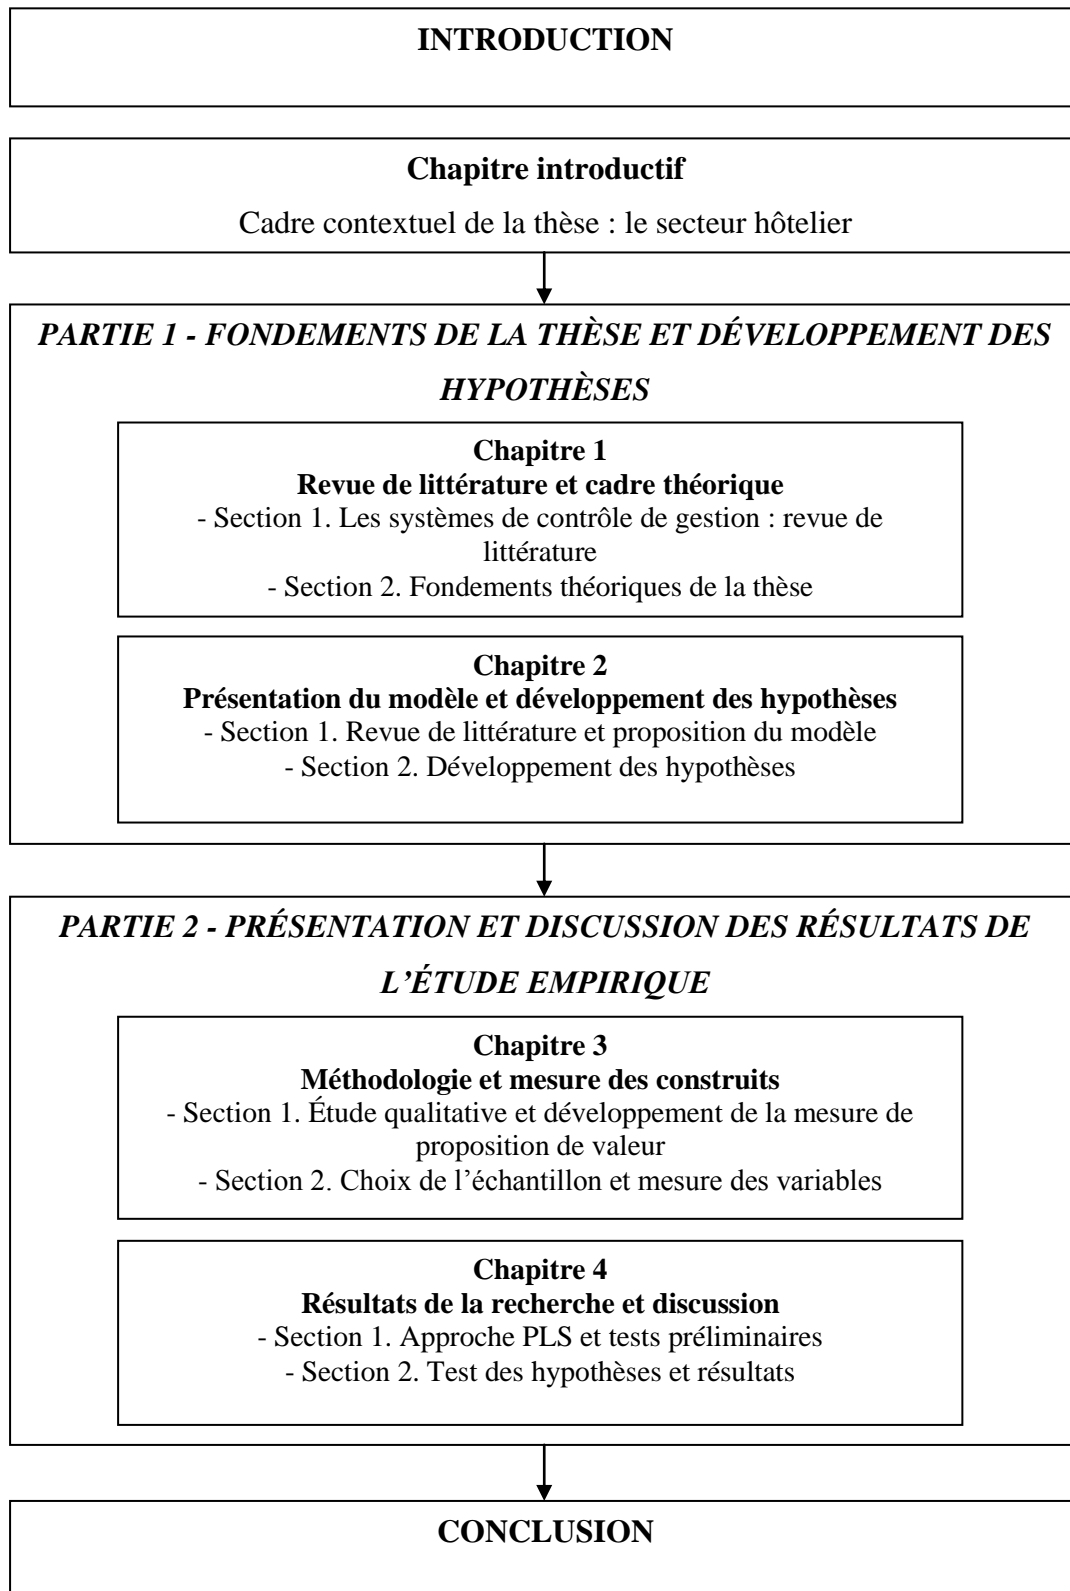 INTRODUCTION
Chapitre introductif
Cadre contextuel de la thèse : le secteur hôtelier
PARTIE 1 - FONDEMENTS DE LA THÈSE ET DÉVELOPPEMENT DES
HYPOTHÈSES
Chapitre 1
Revue de littérature et cadre théorique
- Section 1. Les systèmes de contrôle de gestion : revue de
littérature
- Section 2. Fondements théoriques de la thèse
Chapitre 2
Présentation du modèle et développement des hypothèses
- Section 1. Revue de littérature et proposition du modèle
- Section 2. Développement des hypothèses
PARTIE 2 - PRÉSENTATION ET DISCUSSION DES RÉSULTATS DE
L’ÉTUDE EMPIRIQUE
Chapitre 3
Méthodologie et mesure des construits
- Section 1. Étude qualitative et développement de la mesure de
proposition de valeur
- Section 2. Choix de l’échantillon et mesure des variables
Chapitre 4
Résultats de la recherche et discussion
- Section 1. Approche PLS et tests préliminaires
- Section 2. Test des hypothèses et résultats
CONCLUSION